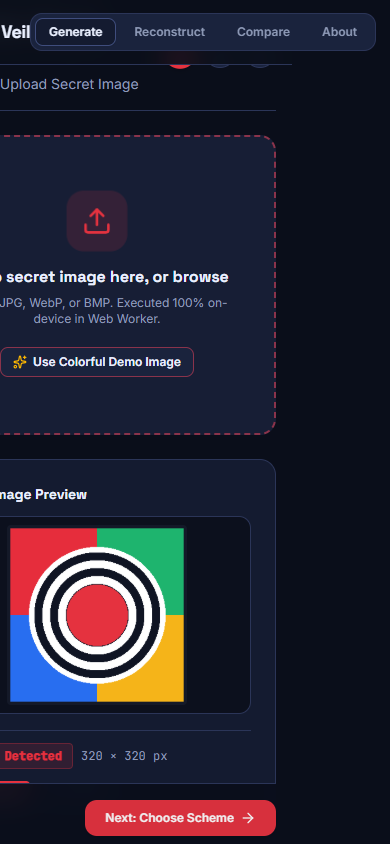 Veil
Generate
Reconstruct
Compare
About
Upload Secret Image
secret image here, or browse
JPG, WebP, or BMP. Executed 100% on-
device in Web Worker.
Use Colorful Demo Image
mage Preview
Detected
320 × 320 px
Next: Choose Scheme